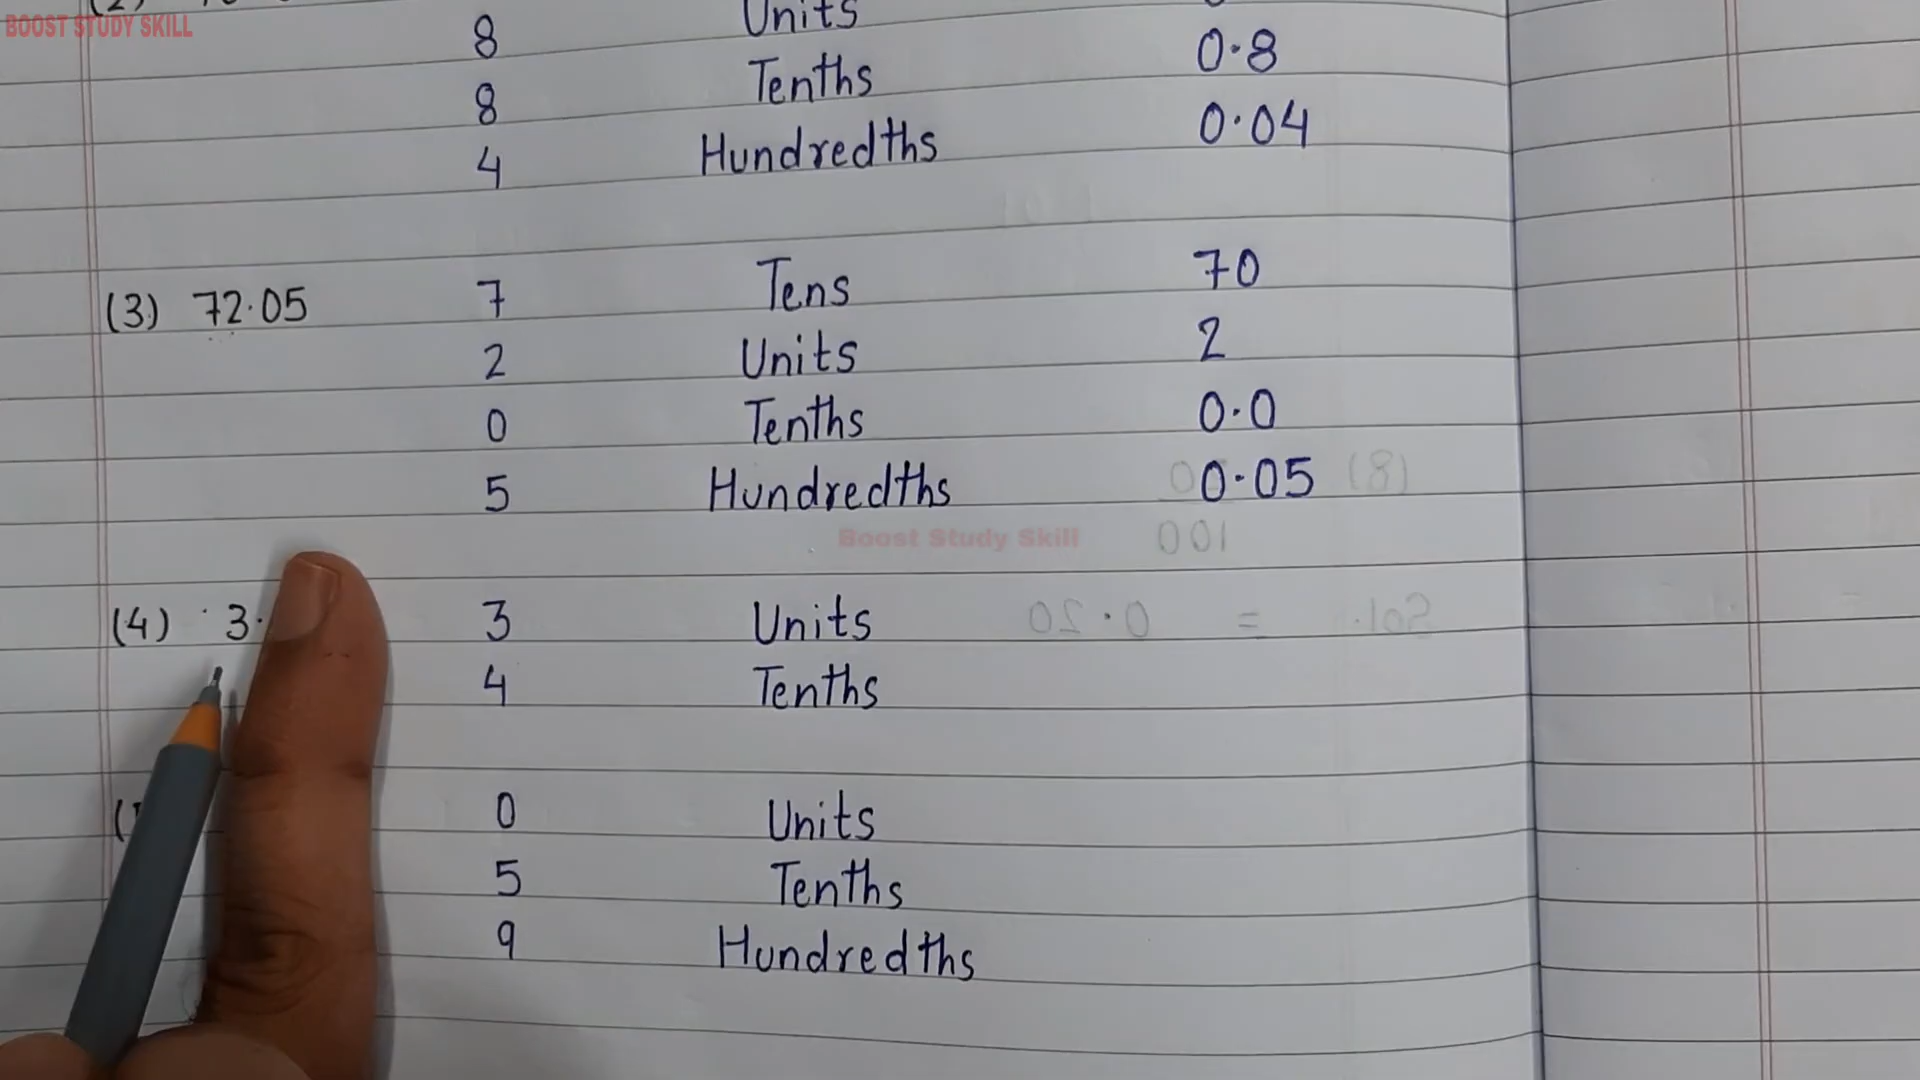 BOOST STUDY SKILL
8 Units
8 Tenths 0.8
4 Hundredths 0.04
(3) 72.05 7 Tens 70
2 Units 2
0 Tenths 0.0
5 Hundredths 0.05
Boost Study Skill
(4) 3. 3 Units
4 Tenths
0 Units
5 Tenths
9 Hundredths